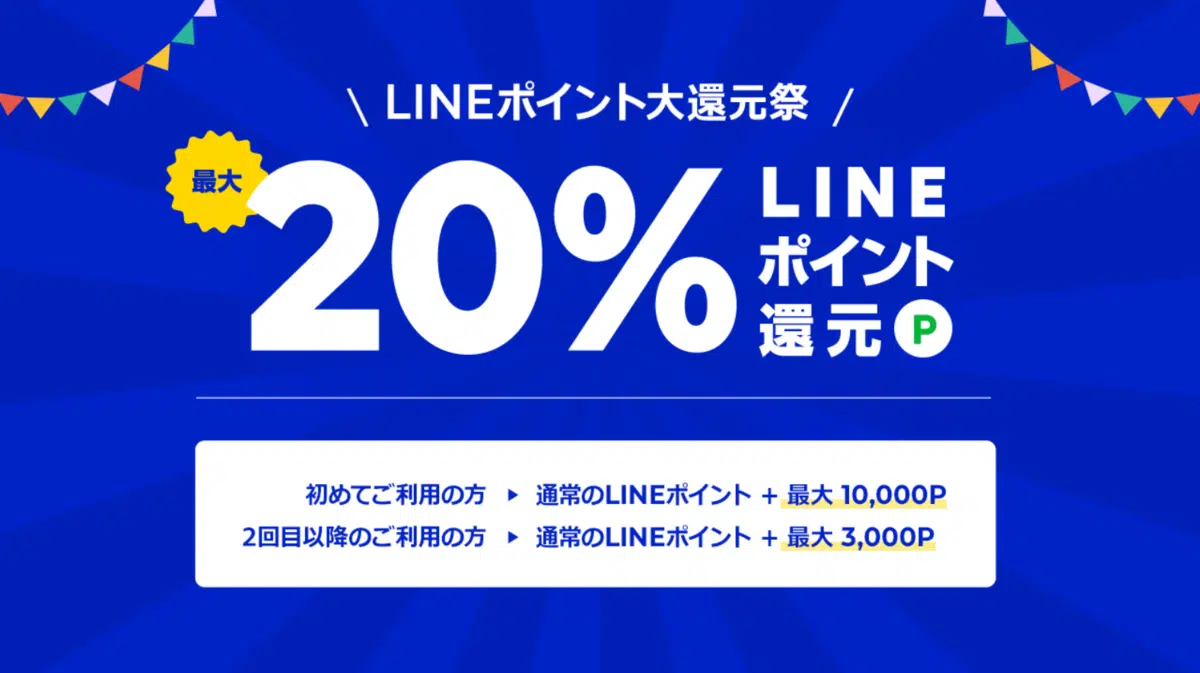 \ LINEポイント大還元祭 /
最大
20%
LINE
ポイント
還元 P
初めてご利用の方 ▶ 通常のLINEポイント + 最大 10,000P
2回目以降のご利用の方 ▶ 通常のLINEポイント + 最大 3,000P